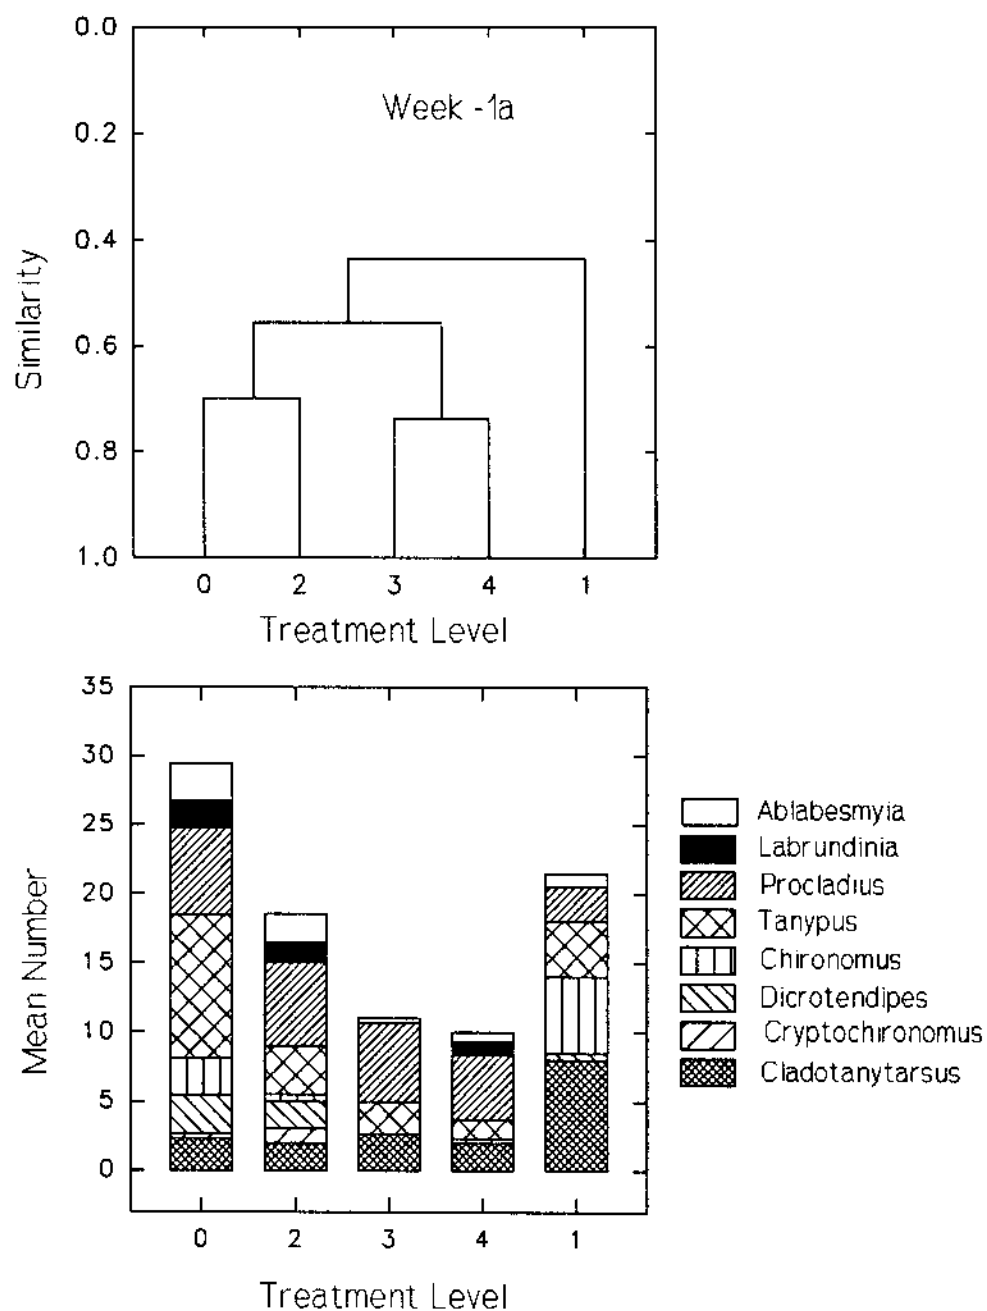 0.0
Week -1a
0.2
0.4
0.6
0.8
1.0
Similarity
0 2 3 4 1
Treatment Level
35
30
25
20
15
10
5
0
Mean Number
Ablabesmyia
Labrundinia
Procladius
Tanypus
Chironomus
Dicrotendipes
Cryptochironomus
Cladotanytarsus
0 2 3 4 1
Treatment Level